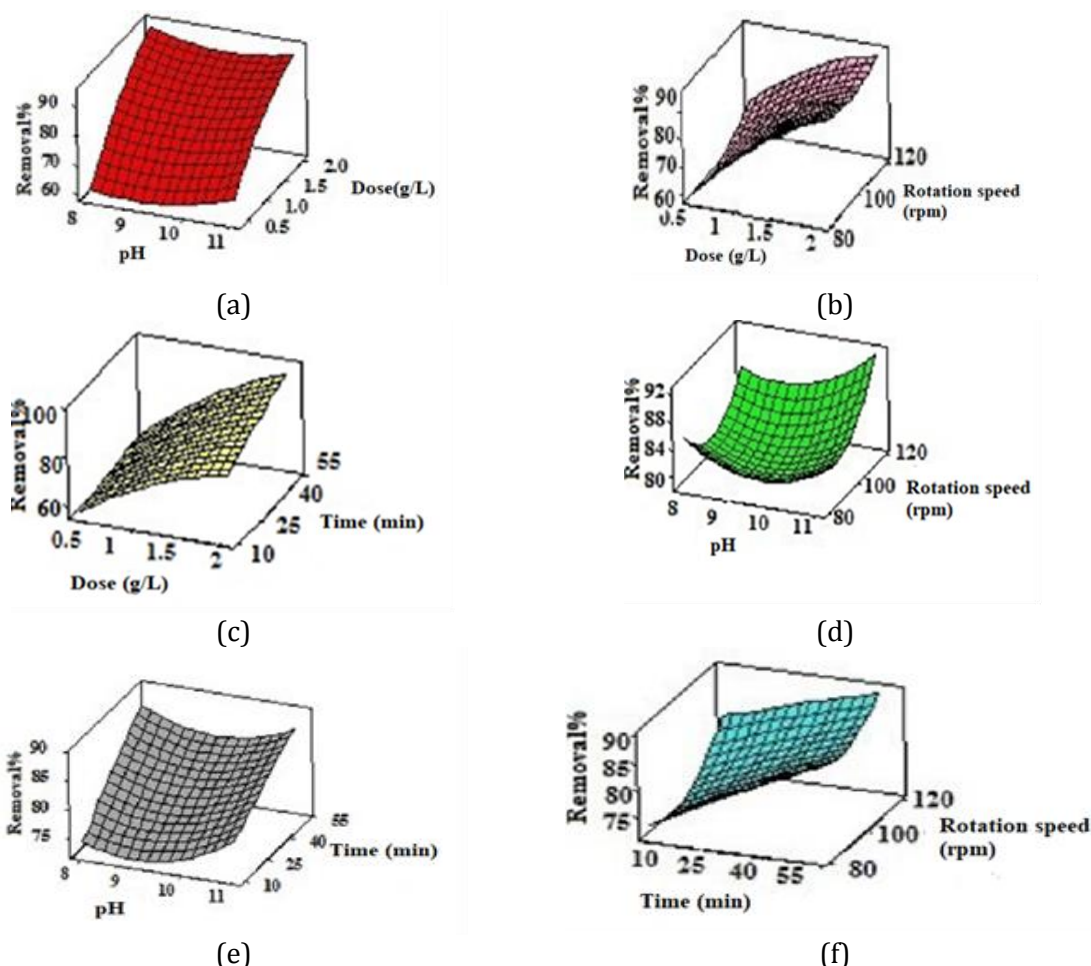 Removal%
90
80
70
60
8
9
10
11
pH
0.5
1.0
1.5
2.0
Dose(g/L)
(a)
Removal%
90
80
70
60
0.5
1
1.5
2
Dose (g/L)
80
100
120
Rotation speed
(rpm)
(b)
Removal%
100
80
60
0.5
1
1.5
2
Dose (g/L)
10
25
40
55
Time (min)
(c)
Removal%
92
88
84
80
8
9
10
11
pH
80
100
120
Rotation speed
(rpm)
(d)
Removal%
90
85
80
75
8
9
10
11
pH
10
25
40
55
Time (min)
(e)
Removal%
90
85
80
75
10
25
40
55
Time (min)
80
100
120
Rotation speed
(rpm)
(f)